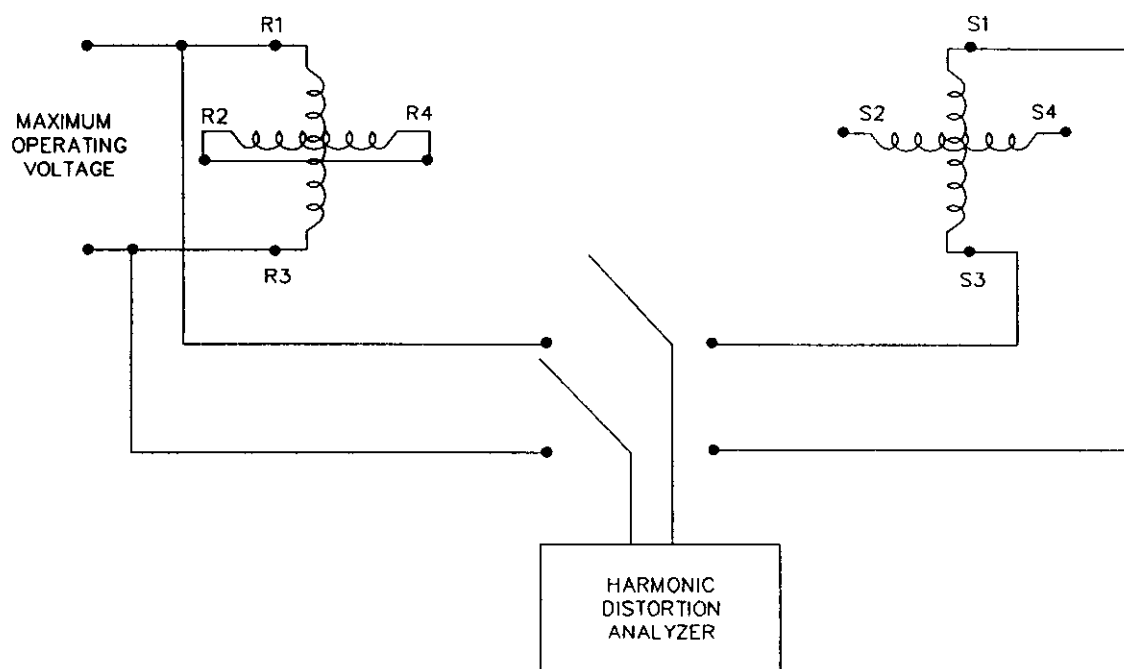 R1
S1
MAXIMUM
OPERATING
VOLTAGE
R2
R4
S2
S4
R3
S3
HARMONIC
DISTORTION
ANALYZER